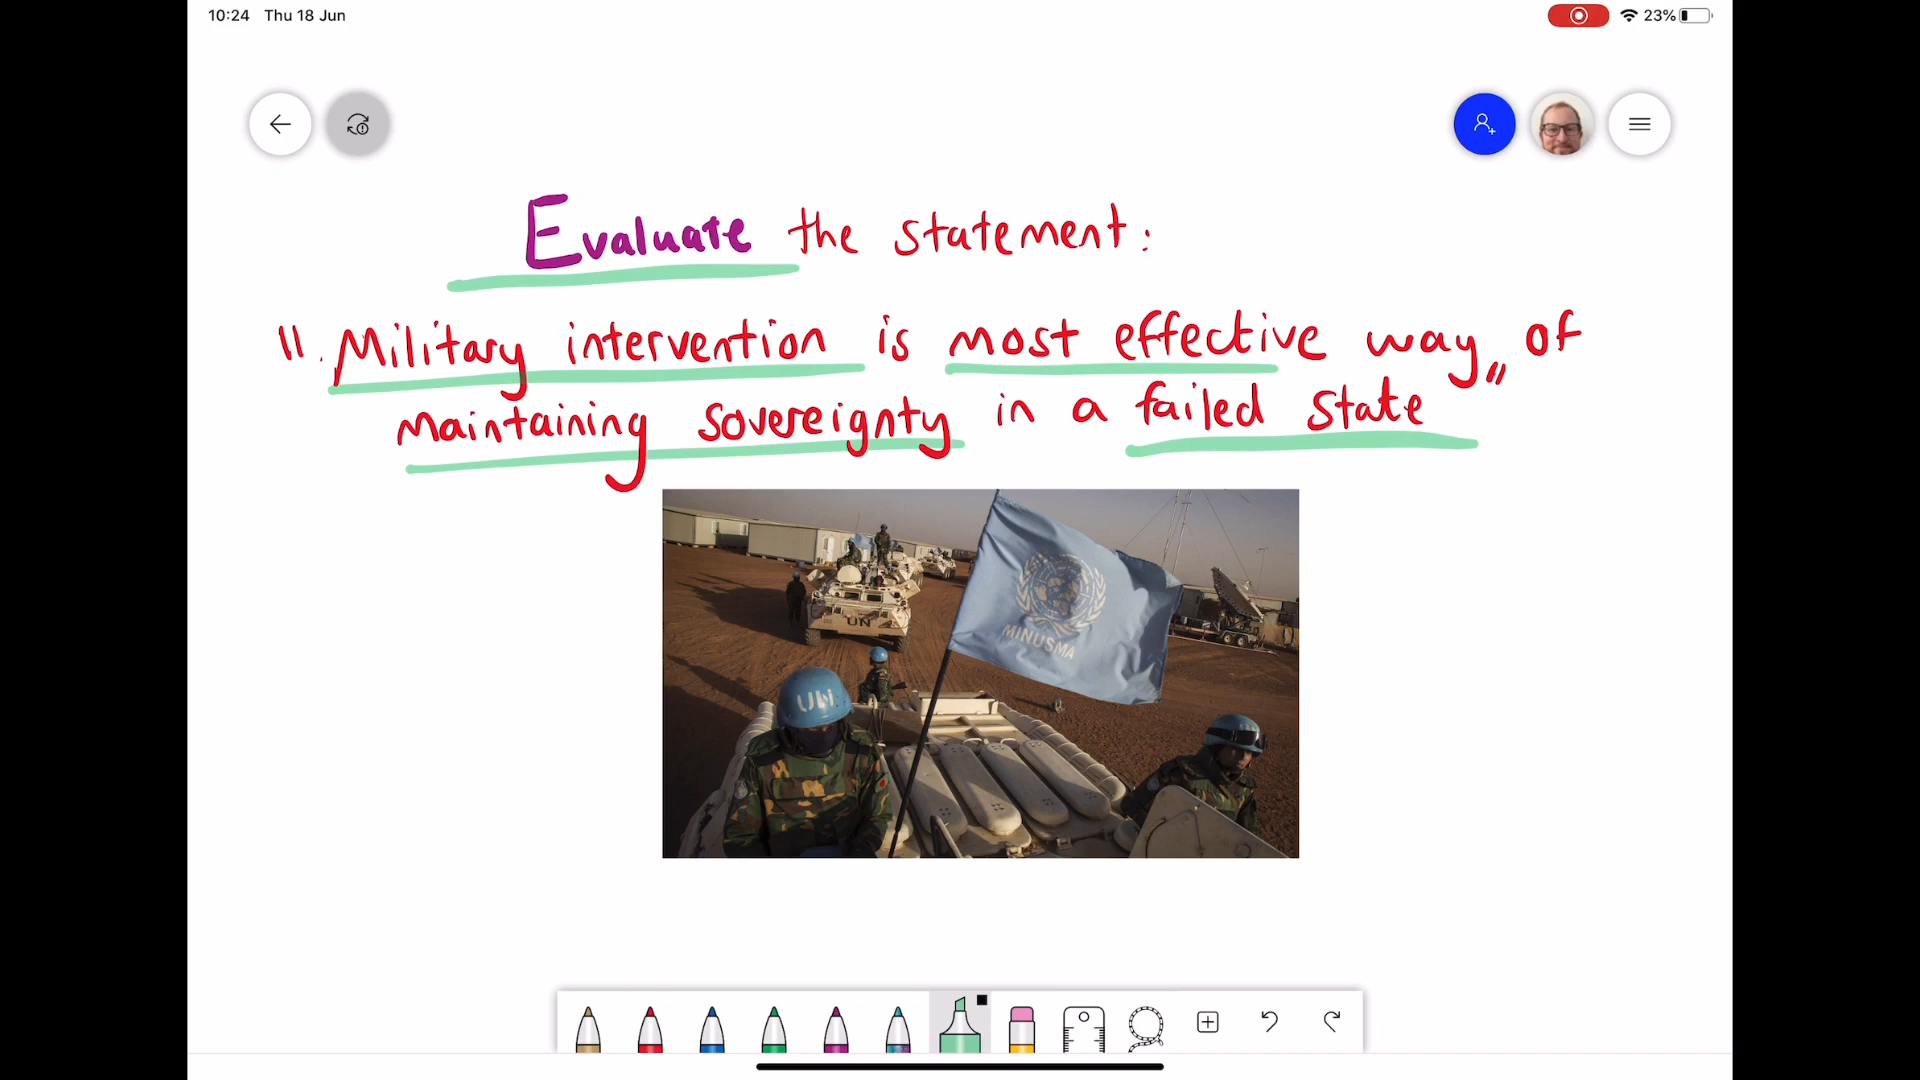 10:24 Thu 18 Jun
23%
Evaluate the statement:
". Military intervention is most effective way of
maintaining sovereignty in a failed state"
UN
MINUSMA
UN